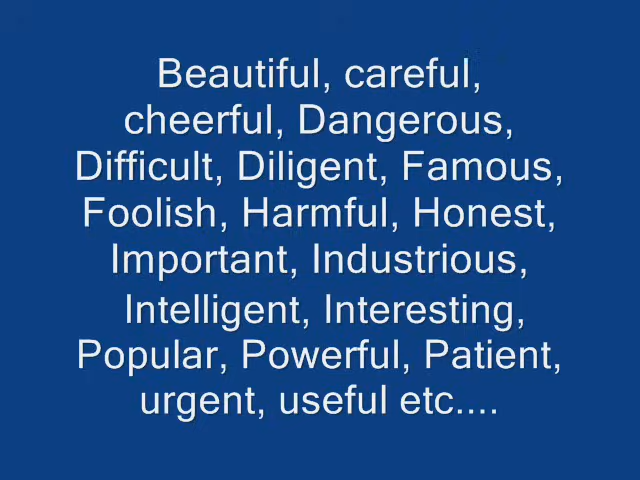 Beautiful, careful,
cheerful, Dangerous,
Difficult, Diligent, Famous,
Foolish, Harmful, Honest,
Important, Industrious,
Intelligent, Interesting,
Popular, Powerful, Patient,
urgent, useful etc....